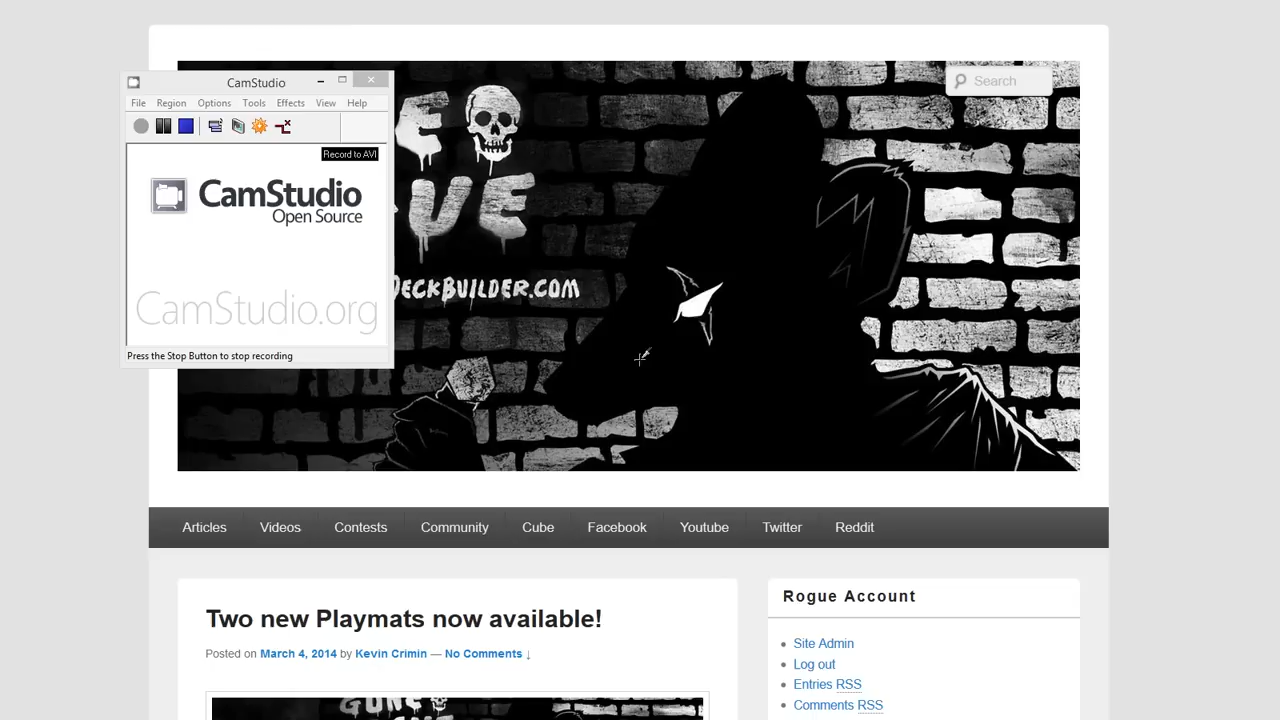 CamStudio
File Region Options Tools Effects View Help
Record to AVI
CamStudio
Open Source
CamStudio.org
Press the Stop Button to stop recording
DECKBUILDER.COM
Search
Articles Videos Contests Community Cube Facebook Youtube Twitter Reddit
Two new Playmats now available!
Posted on March 4, 2014 by Kevin Crimin — No Comments ↓
Rogue Account
Site Admin
Log out
Entries RSS
Comments RSS